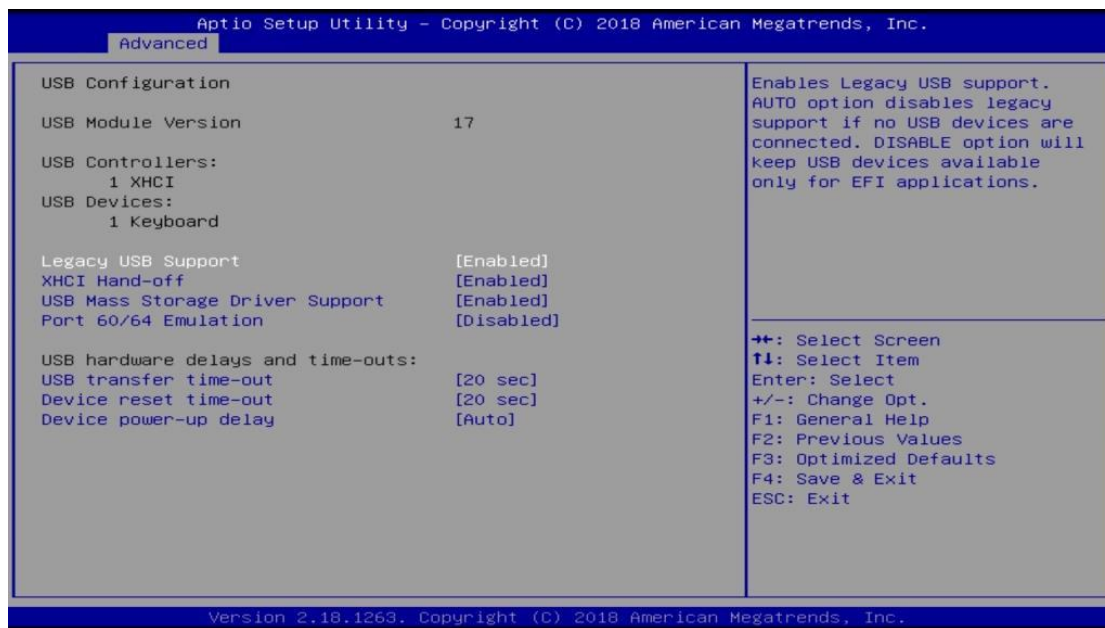 Aptio Setup Utility - Copyright (C) 2018 American Megatrends, Inc.
Advanced
USB Configuration
USB Module Version 17
USB Controllers:
1 XHCI
USB Devices:
1 Keyboard
Legacy USB Support [Enabled]
XHCI Hand-off [Enabled]
USB Mass Storage Driver Support [Enabled]
Port 60/64 Emulation [Disabled]
USB hardware delays and time-outs:
USB transfer time-out [20 sec]
Device reset time-out [20 sec]
Device power-up delay [Auto]
Enables Legacy USB support.
AUTO option disables legacy
support if no USB devices are
connected. DISABLE option will
keep USB devices available
only for EFI applications.
→←: Select Screen
↑↓: Select Item
Enter: Select
+/-: Change Opt.
F1: General Help
F2: Previous Values
F3: Optimized Defaults
F4: Save & Exit
ESC: Exit
Version 2.18.1263. Copyright (C) 2018 American Megatrends, Inc.